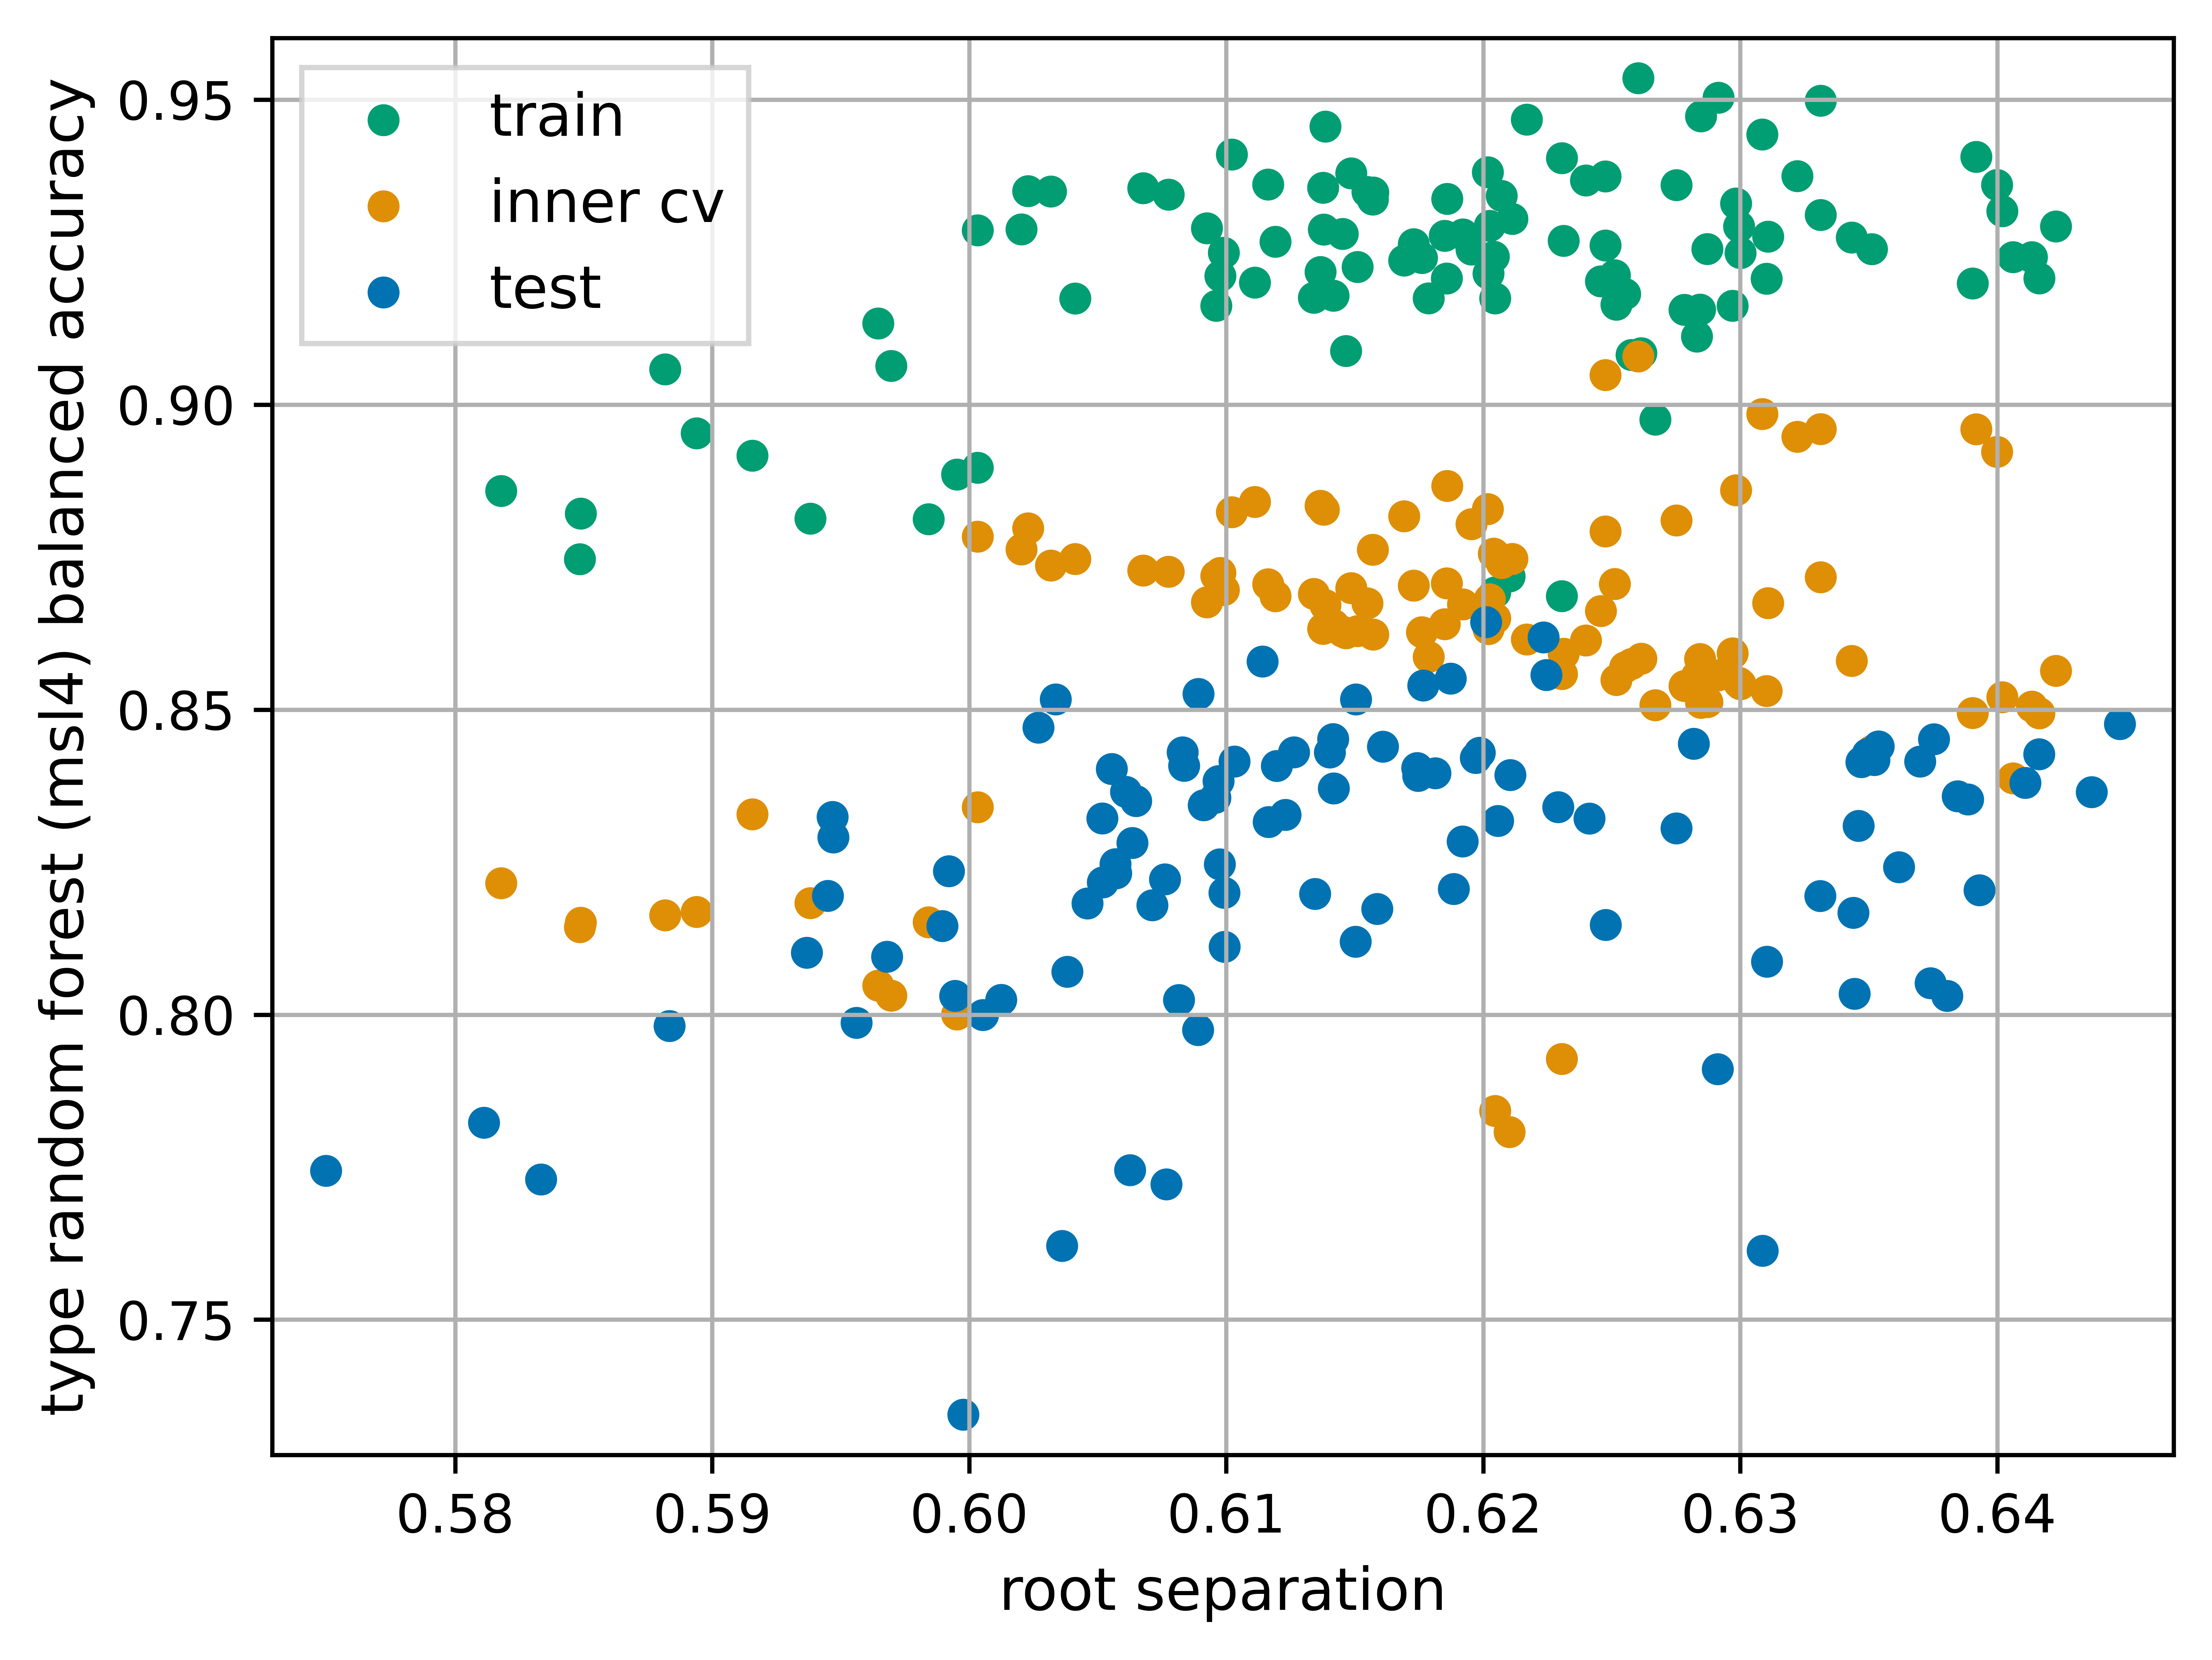 train
inner cv
test
type random forest (msl4) balanced accuracy
0.95
0.90
0.85
0.80
0.75
0.58
0.59
0.60
0.61
0.62
0.63
0.64
root separation